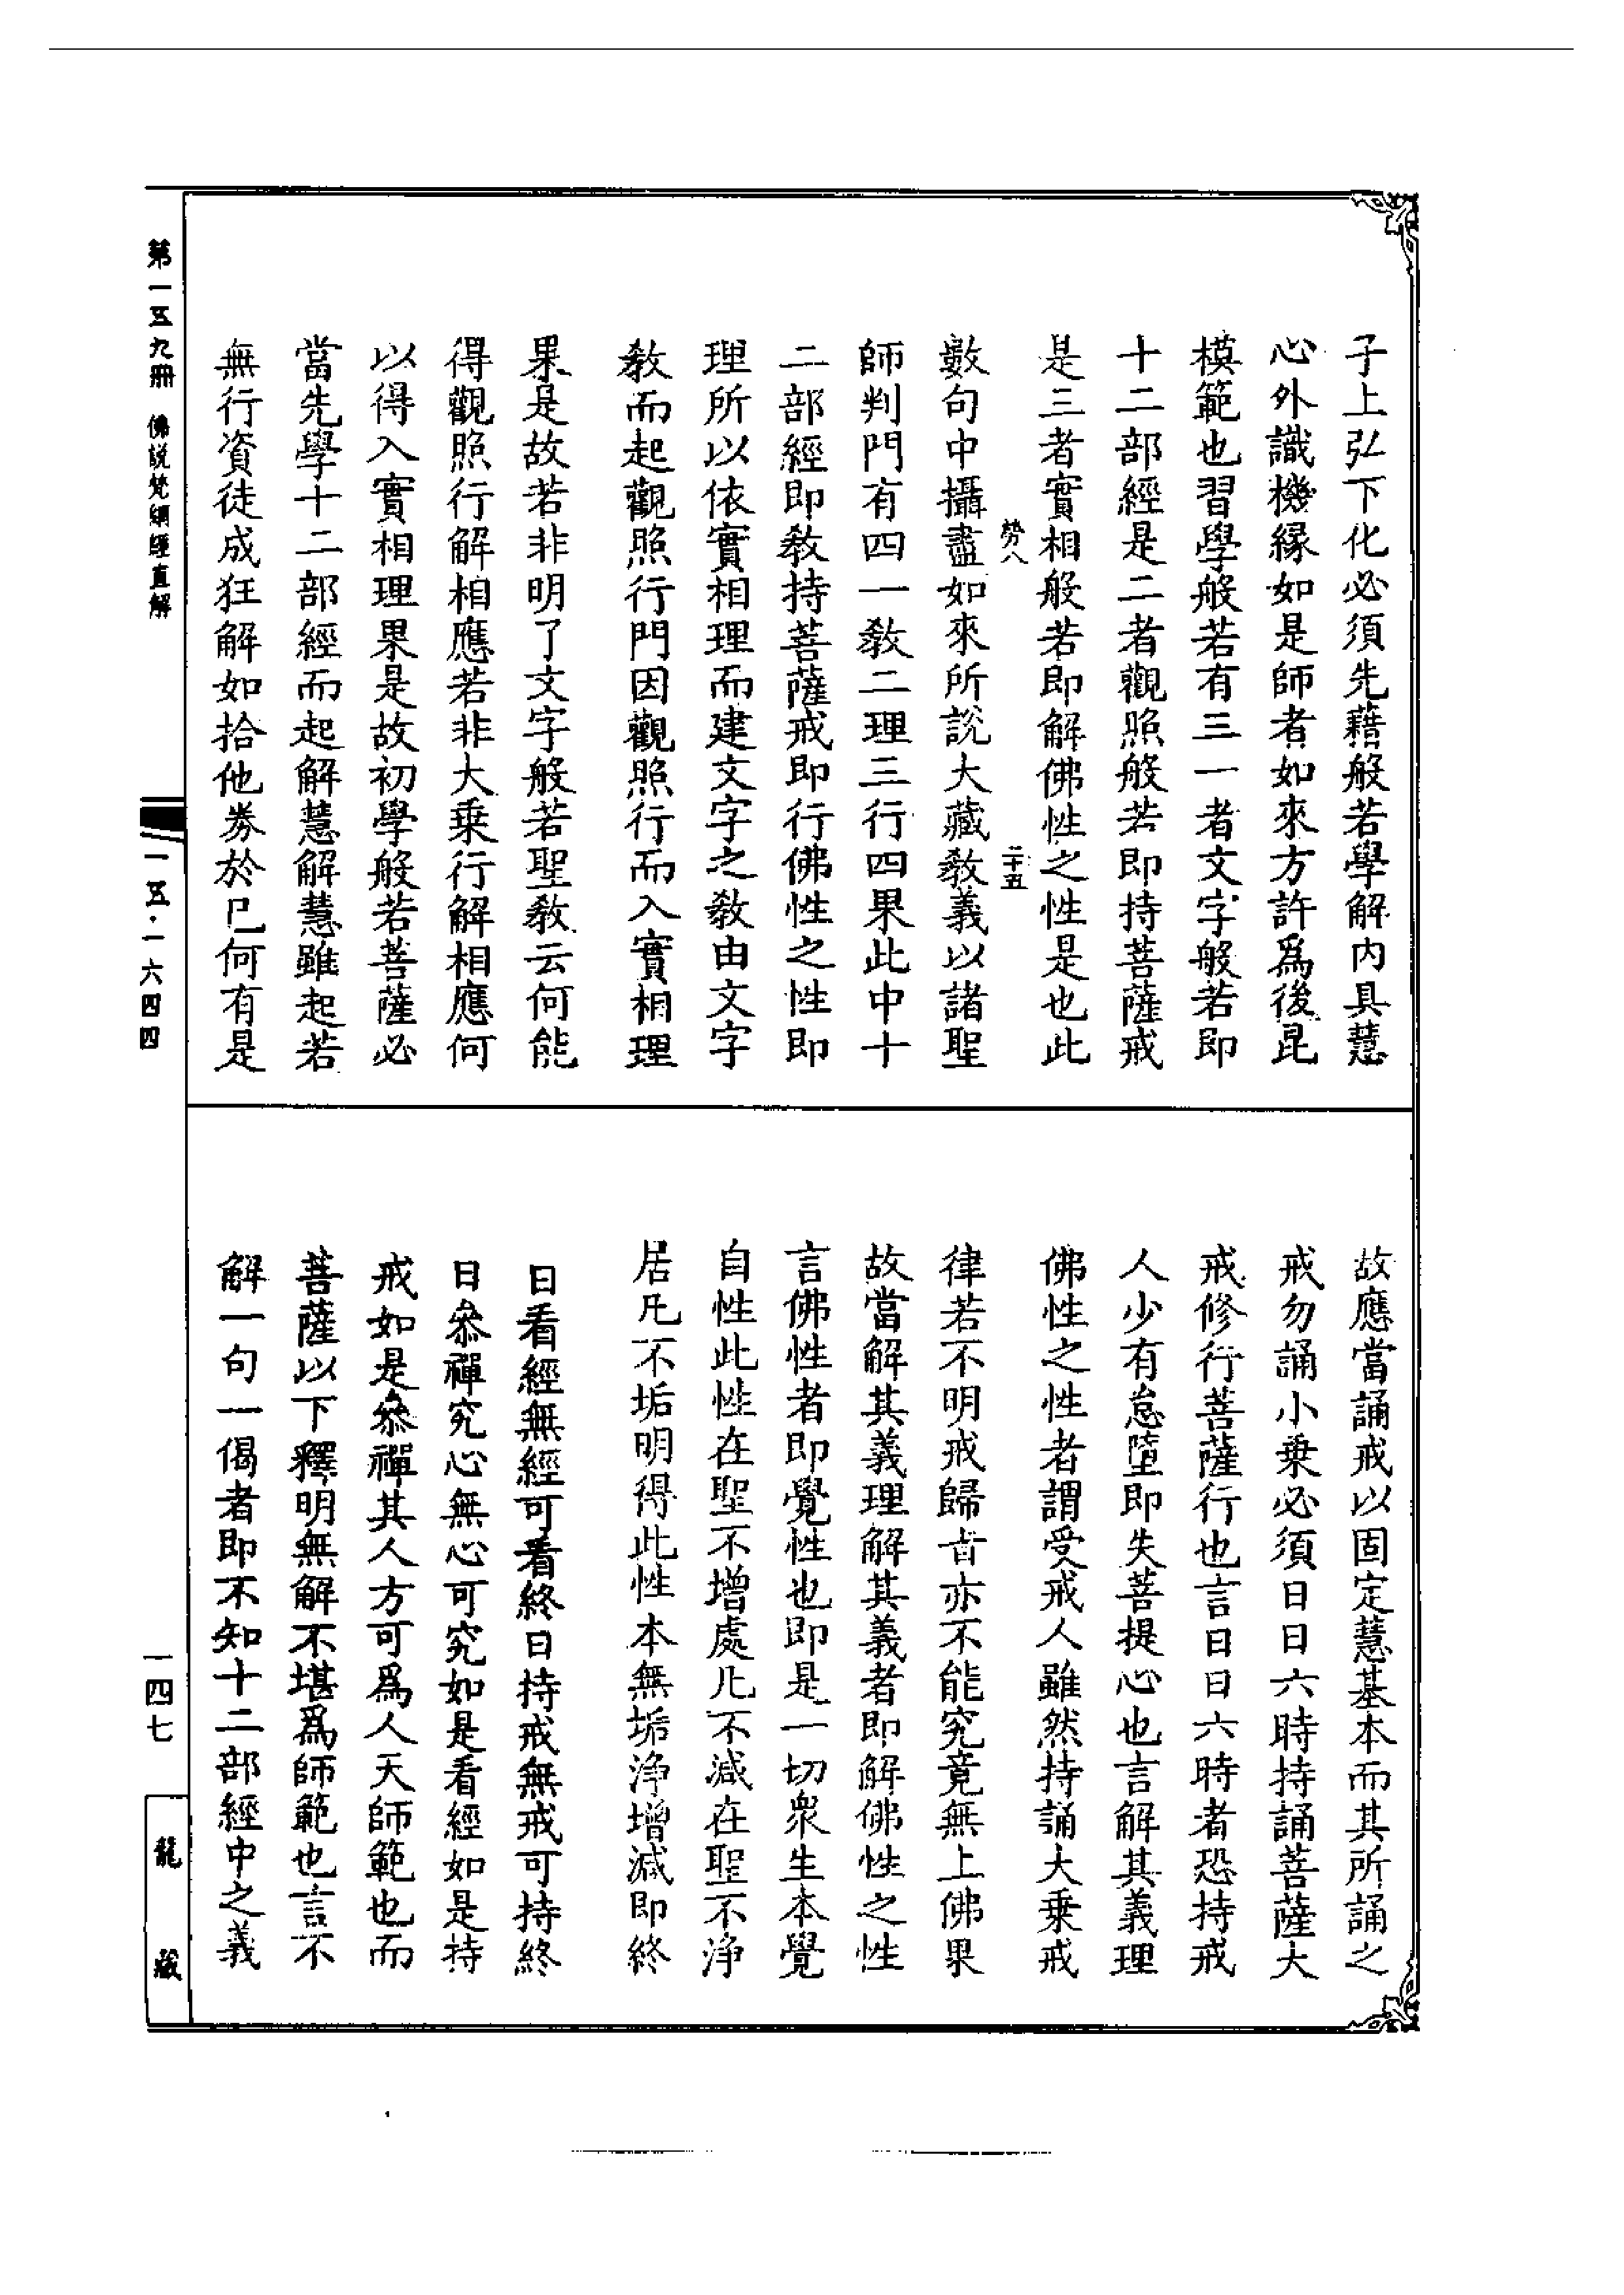 子上弘下化必須先藉般若學解內具慧
心外識機緣如是師者如來方許爲後昆
模範也習學般若有三一者文字般若即
十二部經是二者觀照般若即持菩薩戒
是三者實相般若即解佛性之性是也此
勢八
二十五
數句中攝盡如來所說大藏教義以諸聖
師判門有四一教二理三行四果此中十
二部經即教持菩薩戒即行佛性之性即
理所以依實相理而建文字之教由文字
教而起觀照行門因觀照行而入實相理
果是故若非明了文字般若聖教云何能
得觀照行解相應若非大乘行解相應何
以得入實相理果是故初學般若菩薩必
當先學十二部經而起解慧解慧雖起若
無行資徒成狂解如拾他券於已何有是
故應當誦戒以固定慧基本而其所誦之
戒勿誦小乘必須日日六時持誦菩薩大
戒修行菩薩行也言日日六時者恐持戒
人少有怠墮即失菩提心也言解其義理
佛性之性者謂受戒人雖然持誦大乘戒
律若不明戒歸旨亦不能究竟無上佛果
故當解其義理解其義者即解佛性之性
言佛性者即覺性也即是一切衆生本覺
自性此性在聖不增處凡不減在聖不淨
居凡不垢明得此性本無垢淨增減即終
日看經無經可看終日持戒無戒可持終
日叅禪究心無心可究如是看經如是持
戒如是叅禪其人方可爲人天師範也而
菩薩以下釋明無解不堪爲師範也言不
解一句一偈者即不知十二部經中之義
第一五九冊　佛説梵網經直解
一五·一六四四
一四七
龍藏